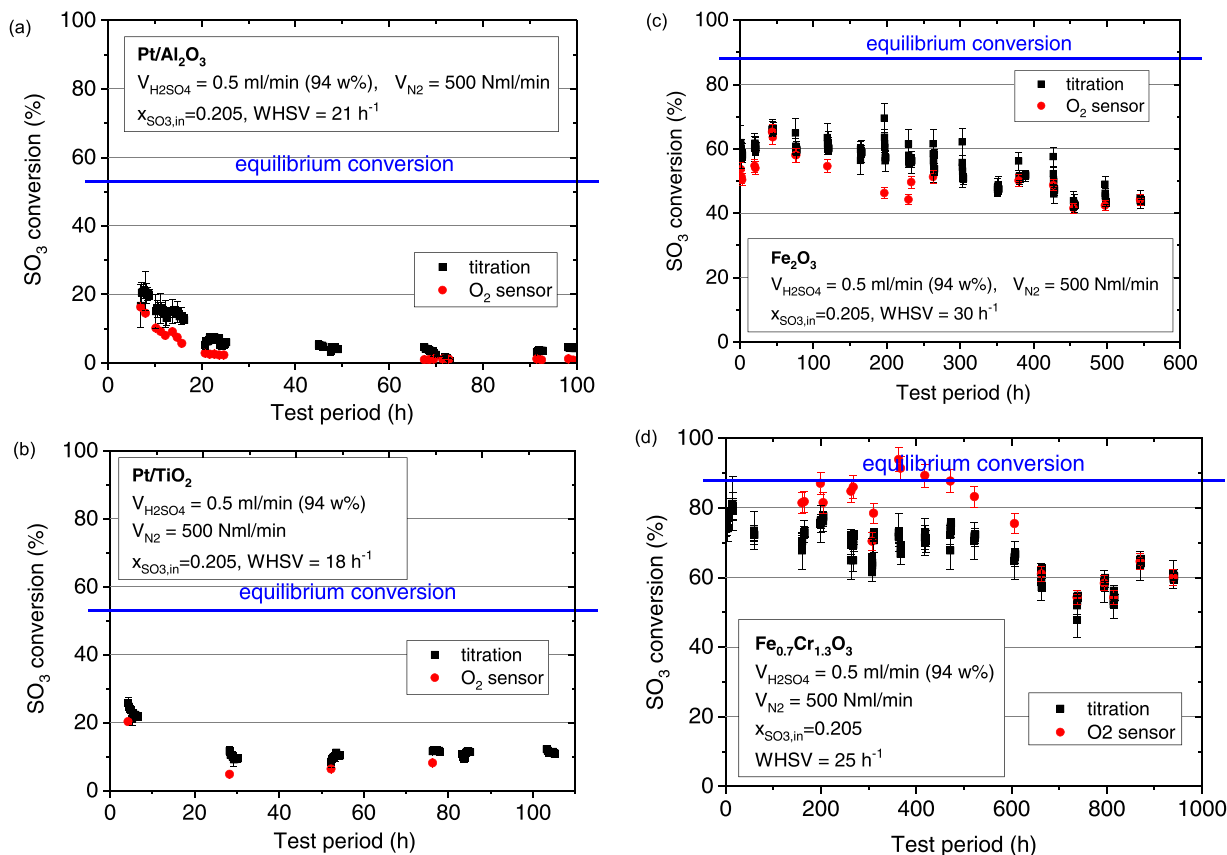 (a)
100
80
60
40
20
0
SO3 conversion (%)
Pt/Al2O3
VH2SO4 = 0.5 ml/min (94 w%), VN2 = 500 Nml/min
xSO3,in=0.205, WHSV = 21 h-1
equilibrium conversion
titration
O2 sensor
0 20 40 60 80 100
Test period (h)
(c)
100
80
60
40
20
0
SO3 conversion (%)
equilibrium conversion
titration
O2 sensor
Fe2O3
VH2SO4 = 0.5 ml/min (94 w%), VN2 = 500 Nml/min
xSO3,in=0.205, WHSV = 30 h-1
0 100 200 300 400 500 600
Test period (h)
(b)
100
80
60
40
20
0
SO3 conversion (%)
Pt/TiO2
VH2SO4 = 0.5 ml/min (94 w%)
VN2 = 500 Nml/min
xSO3,in=0.205, WHSV = 18 h-1
equilibrium conversion
titration
O2 sensor
0 20 40 60 80 100
Test period (h)
(d)
100
80
60
40
20
0
SO3 conversion (%)
equilibrium conversion
Fe0.7Cr1.3O3
VH2SO4 = 0.5 ml/min (94 w%)
VN2 = 500 Nml/min
xSO3,in=0.205
WHSV = 25 h-1
titration
O2 sensor
0 200 400 600 800 1000
Test period (h)